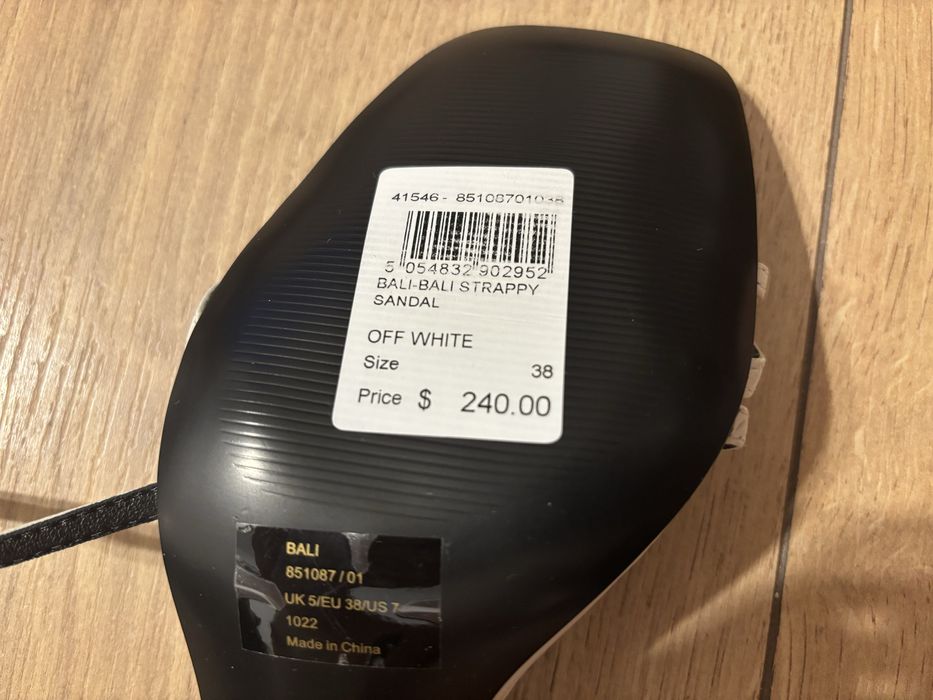 41546 - 85108701038
5 054832 902952
BALI-BALI STRAPPY
SANDAL
OFF WHITE
Size 38
Price $ 240.00
BALI
851087 / 01
UK 5/EU 38/US 7
1022
Made in China